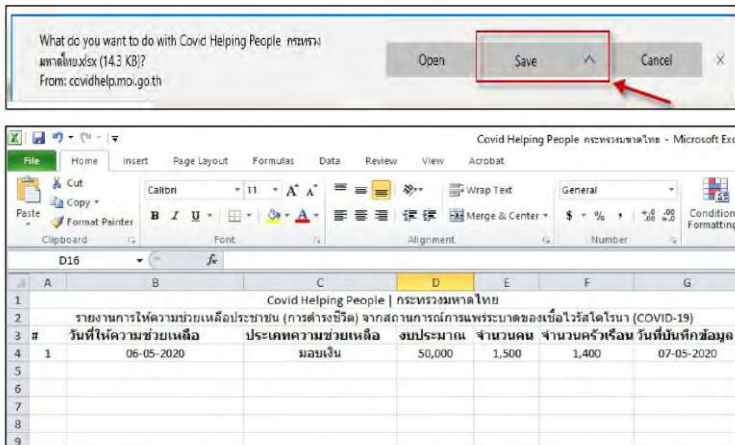 What do you want to do with Covid Helping People กระทรวง
มหาดไทย.xlsx (14.3 KB)?
From: covidhelp.moi.go.th
Open
Save
Cancel
X
Covid Helping People กระทรวงมหาดไทย - Microsoft Exc
File Home Insert Page Layout Formulas Data Review View Acrobat
Cut
Copy
Format Painter
Paste
Clipboard
Calibri 11 A A
B I U A
Font
Wrap Text
Merge & Center
Alignment
General
$ % ,
Number
Condition
Formatting
D16 fx
A B C D E F G
1 Covid Helping People | กระทรวงมหาดไทย
2 รายงานการให้ความช่วยเหลือประชาชน (การดำรงชีวิต) จากสถานการณ์การแพร่ระบาดของเชื้อไวรัสโคโรนา (COVID-19)
3 # วันที่ให้ความช่วยเหลือ ประเภทความช่วยเหลือ งบประมาณ จำนวนคน จำนวนครัวเรือน วันที่บันทึกข้อมูล
4 1 06-05-2020 มอบเงิน 50,000 1,500 1,400 07-05-2020
5
6
7
8
9